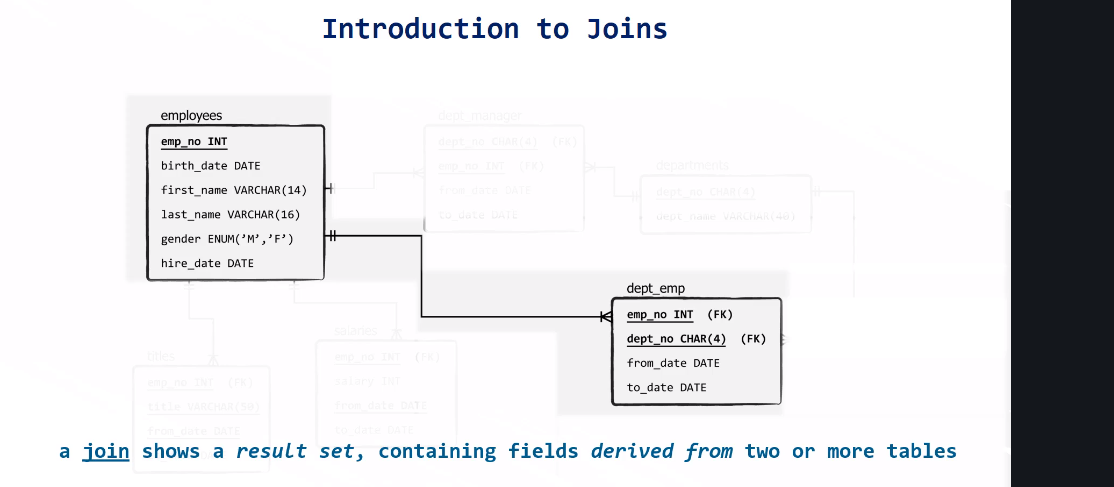 Introduction to Joins
employees
emp_no INT
birth_date DATE
first_name VARCHAR(14)
last_name VARCHAR(16)
gender ENUM(’M’,’F’)
hire_date DATE
dept_manager
dept_no CHAR(4) (FK)
emp_no INT (FK)
from_date DATE
to_date DATE
departments
dept_no CHAR(4)
dept_name VARCHAR(40)
dept_emp
emp_no INT (FK)
dept_no CHAR(4) (FK)
from_date DATE
to_date DATE
salaries
emp_no INT (FK)
salary INT
from_date DATE
to_date DATE
titles
emp_no INT (FK)
title VARCHAR(50)
from_date DATE
a join shows a result set, containing fields derived from two or more tables